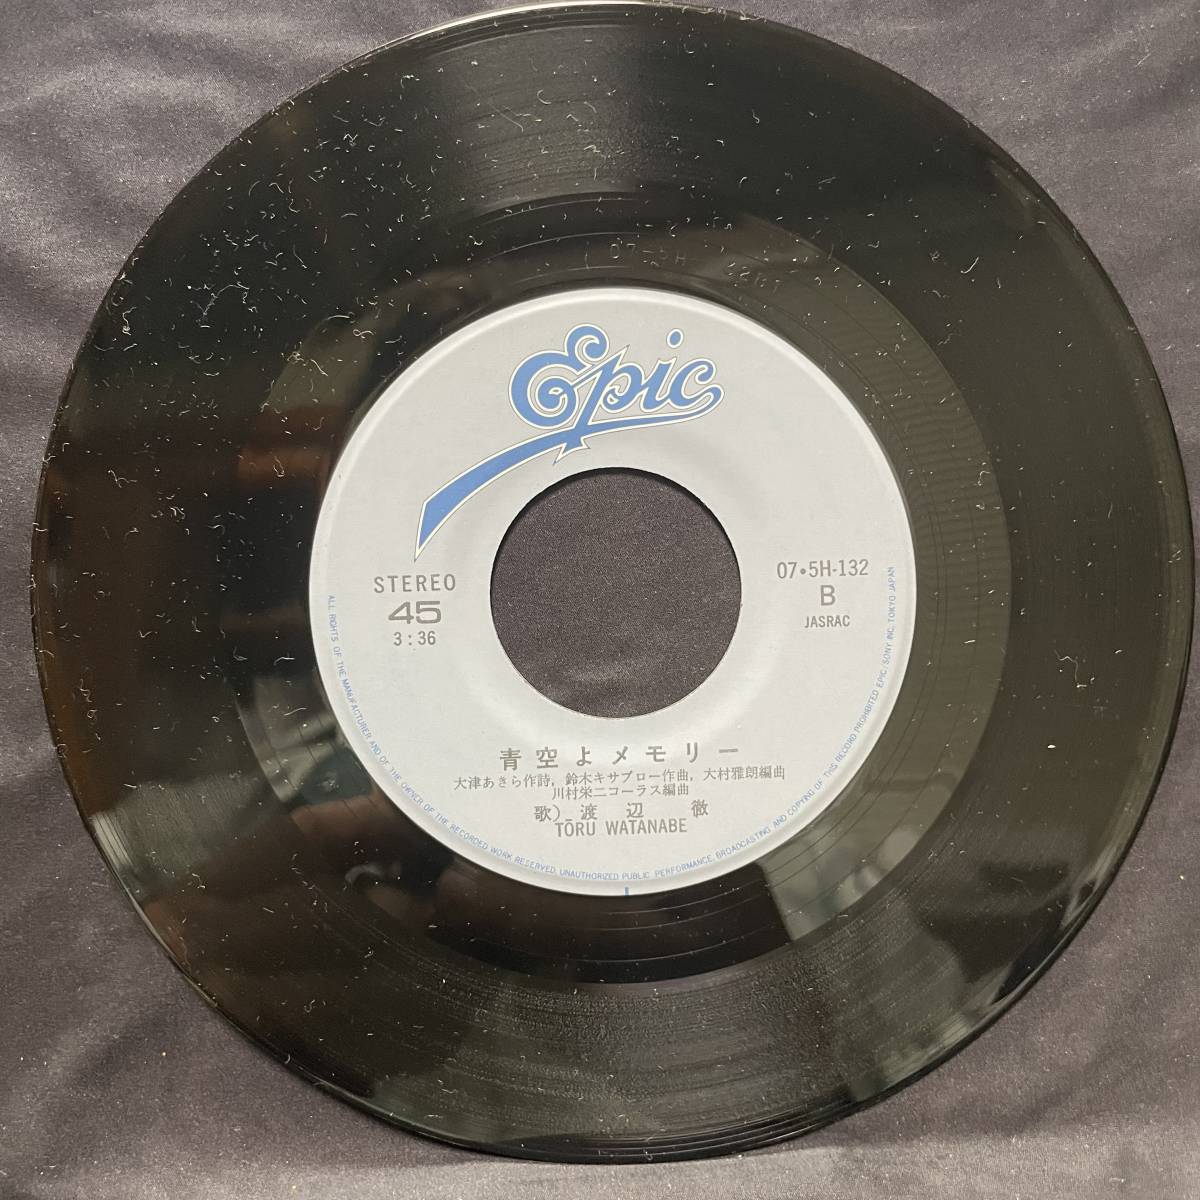 Epic
STEREO
45
3:36
07・5H-132
B
JASRAC
青空よメモリー
大津あきら作詩，鈴木キサブロー作曲，大村雅朗編曲
川村栄二コーラス編曲
歌）渡辺 徹
TŌRU WATANABE
ALL RIGHTS OF THE MANUFACTURER AND OF THE OWNER OF THE RECORDED WORK RESERVED. UNAUTHORIZED PUBLIC PERFORMANCE, BROADCASTING AND COPYING OF THIS RECORD PROHIBITED EPIC/SONY INC. TOKYO JAPAN